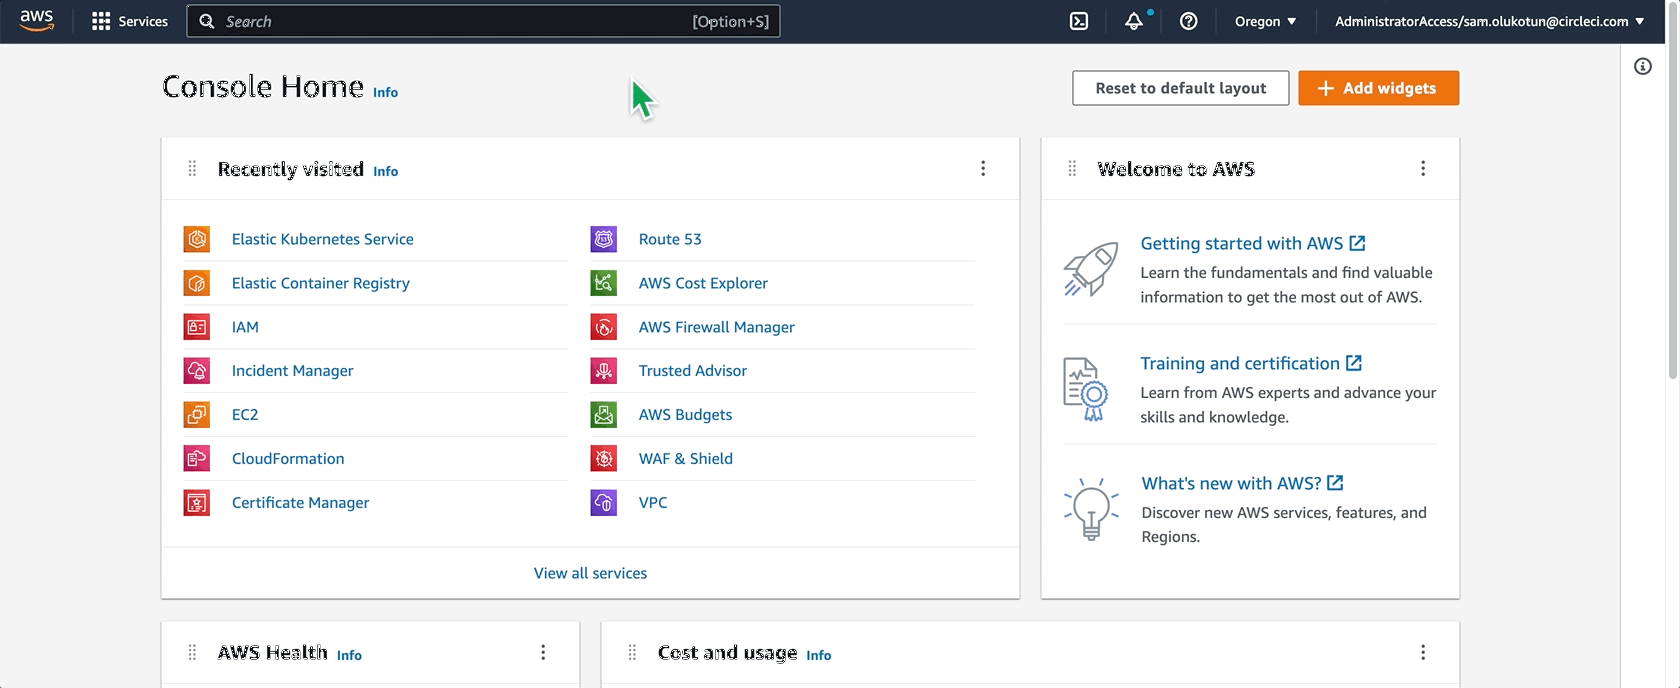 aws
Services
Search [Option+S]
Oregon
AdministratorAccess/sam.olukotun@circleci.com
Console Home Info
Reset to default layout
Add widgets
Recently visited Info
Elastic Kubernetes Service
Elastic Container Registry
IAM
Incident Manager
EC2
CloudFormation
Certificate Manager
Route 53
AWS Cost Explorer
AWS Firewall Manager
Trusted Advisor
AWS Budgets
WAF & Shield
VPC
View all services
Welcome to AWS
Getting started with AWS
Learn the fundamentals and find valuable
information to get the most out of AWS.
Training and certification
Learn from AWS experts and advance your
skills and knowledge.
What's new with AWS?
Discover new AWS services, features, and
Regions.
AWS Health Info
Cost and usage Info